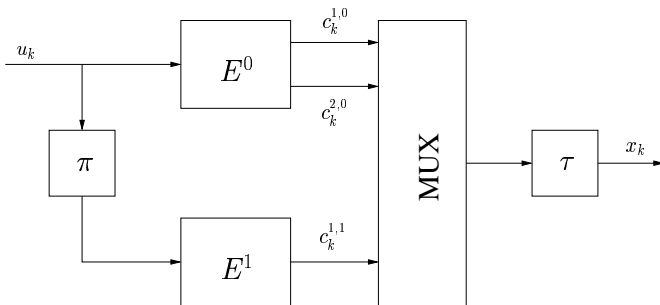 u_k
E^0
c_k^{1,0}
c_k^{2,0}
π
MUX
τ
x_k
E^1
c_k^{1,1}